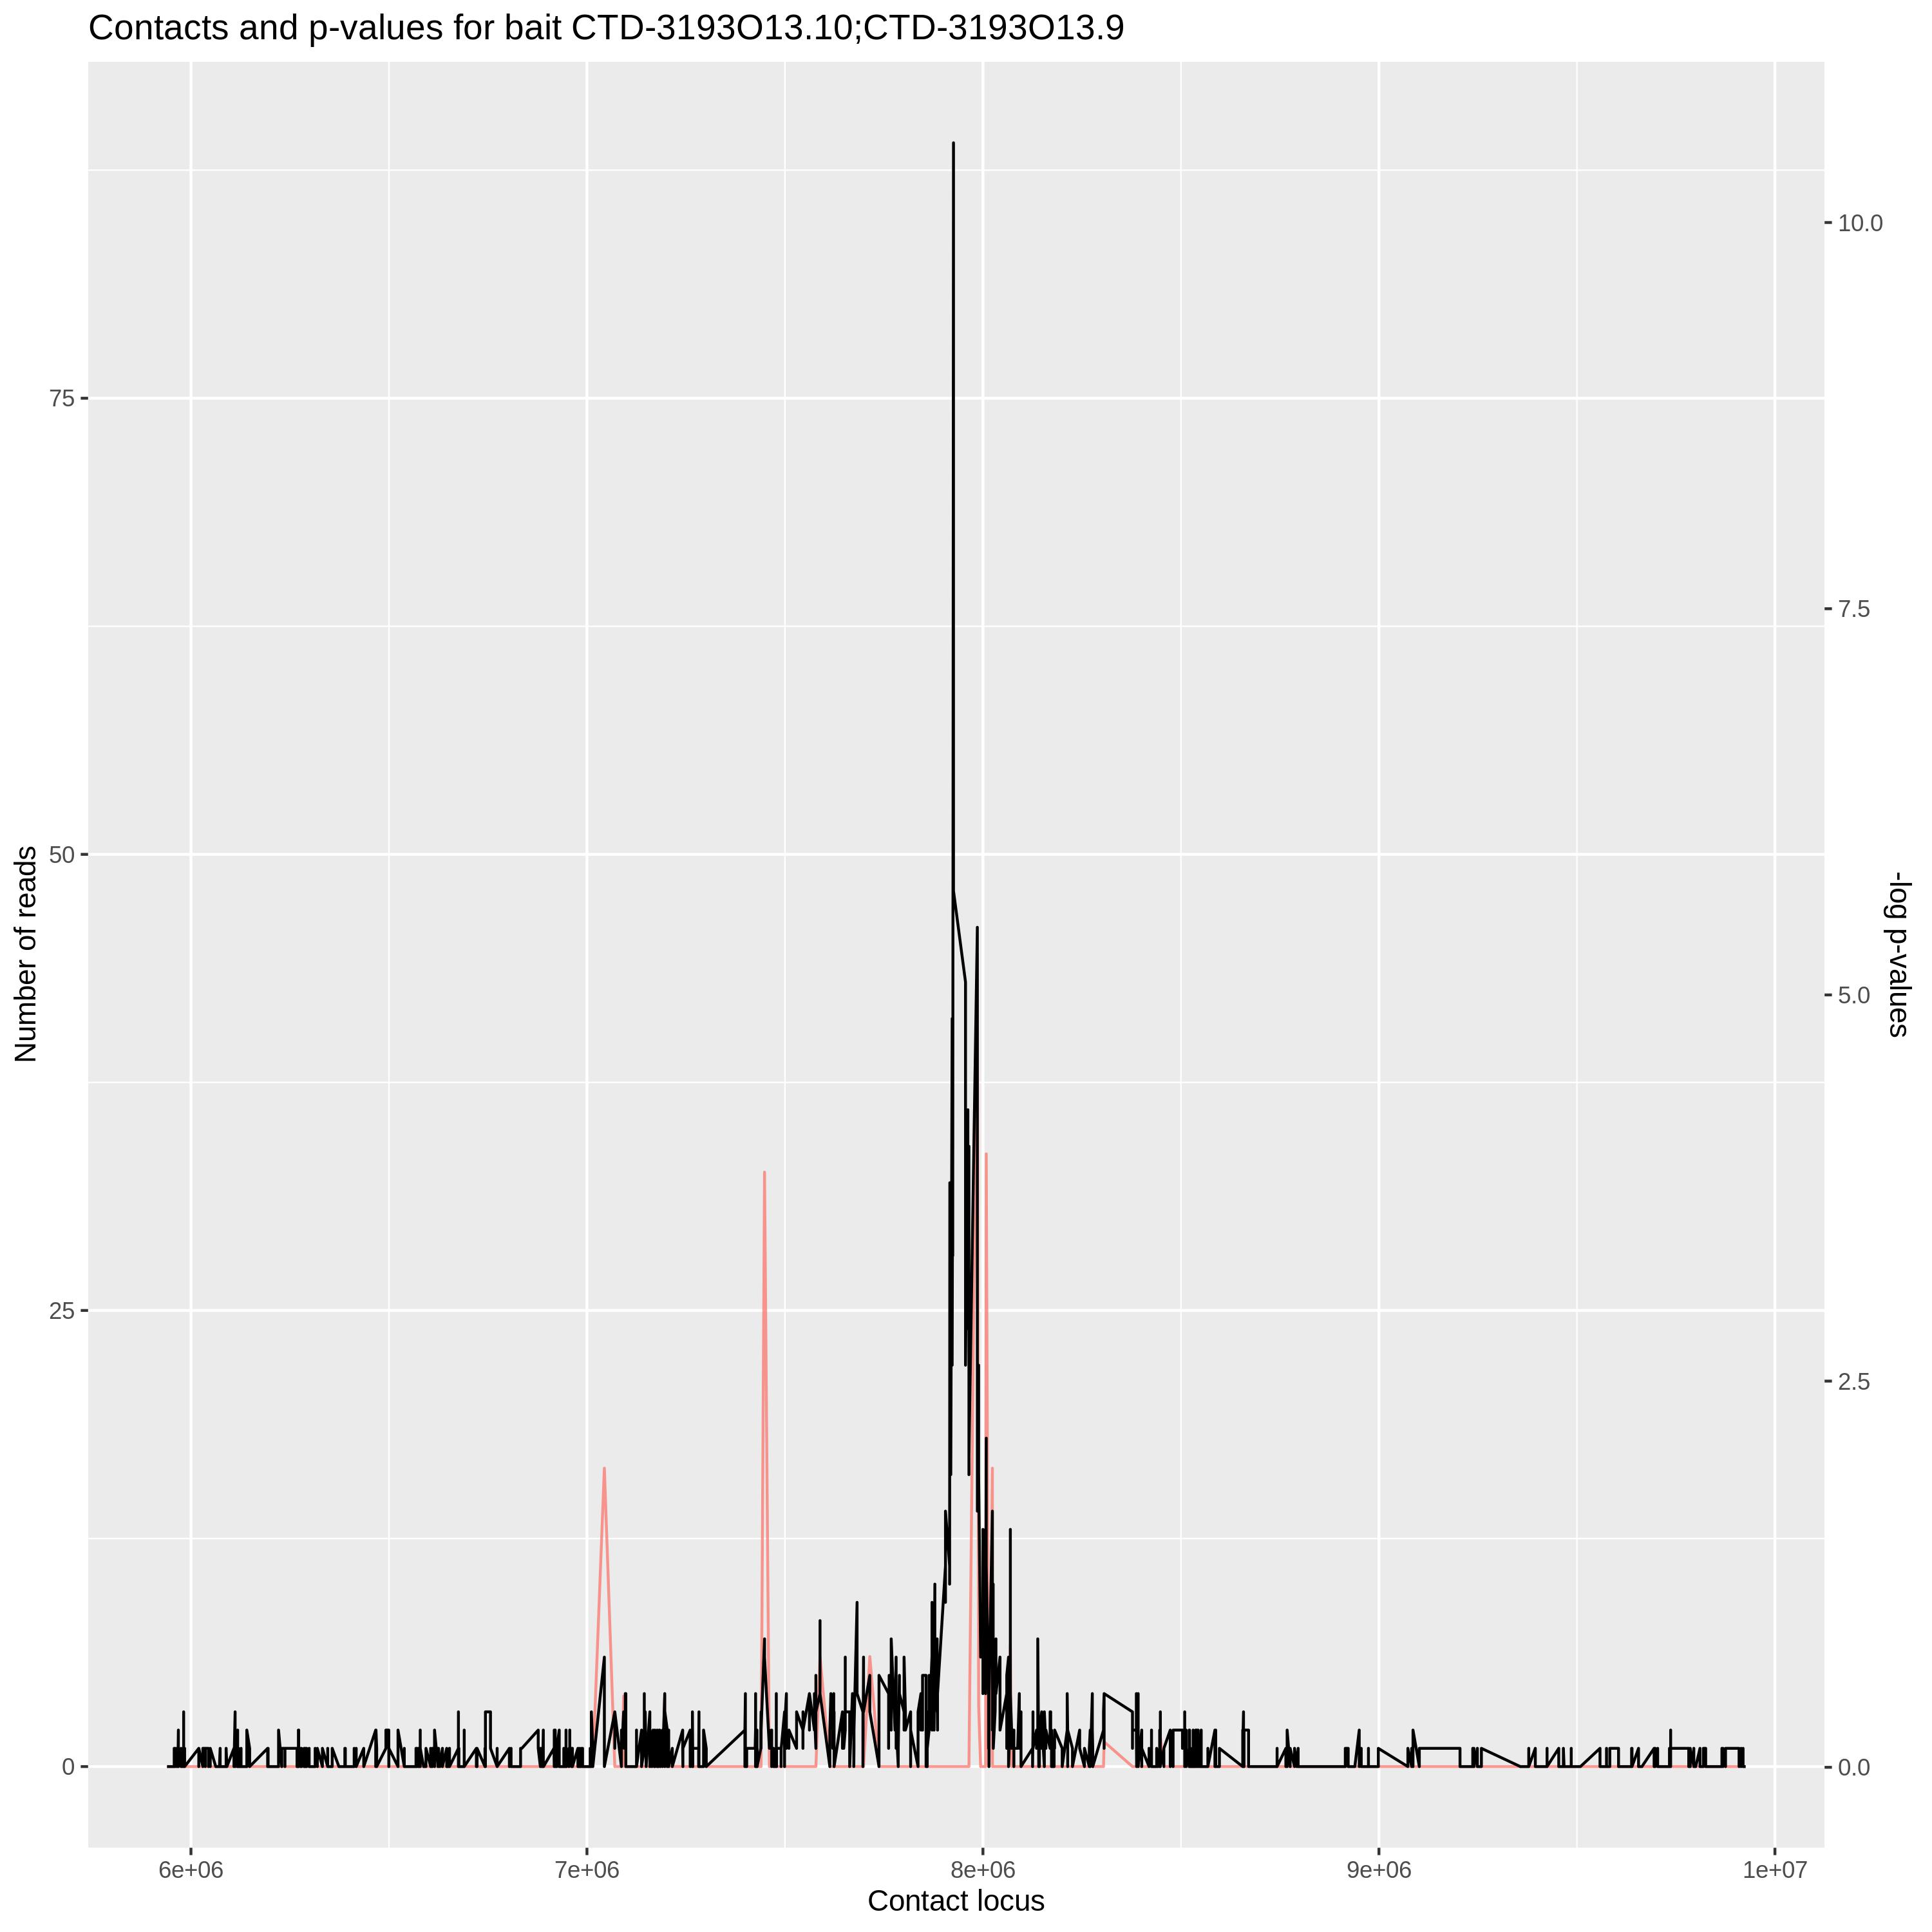 Contacts and p-values for bait CTD-3193O13.10;CTD-3193O13.9
Number of reads
75
50
25
0
10.0
7.5
5.0
2.5
0.0
-log p-values
6e+06
7e+06
8e+06
9e+06
1e+07
Contact locus